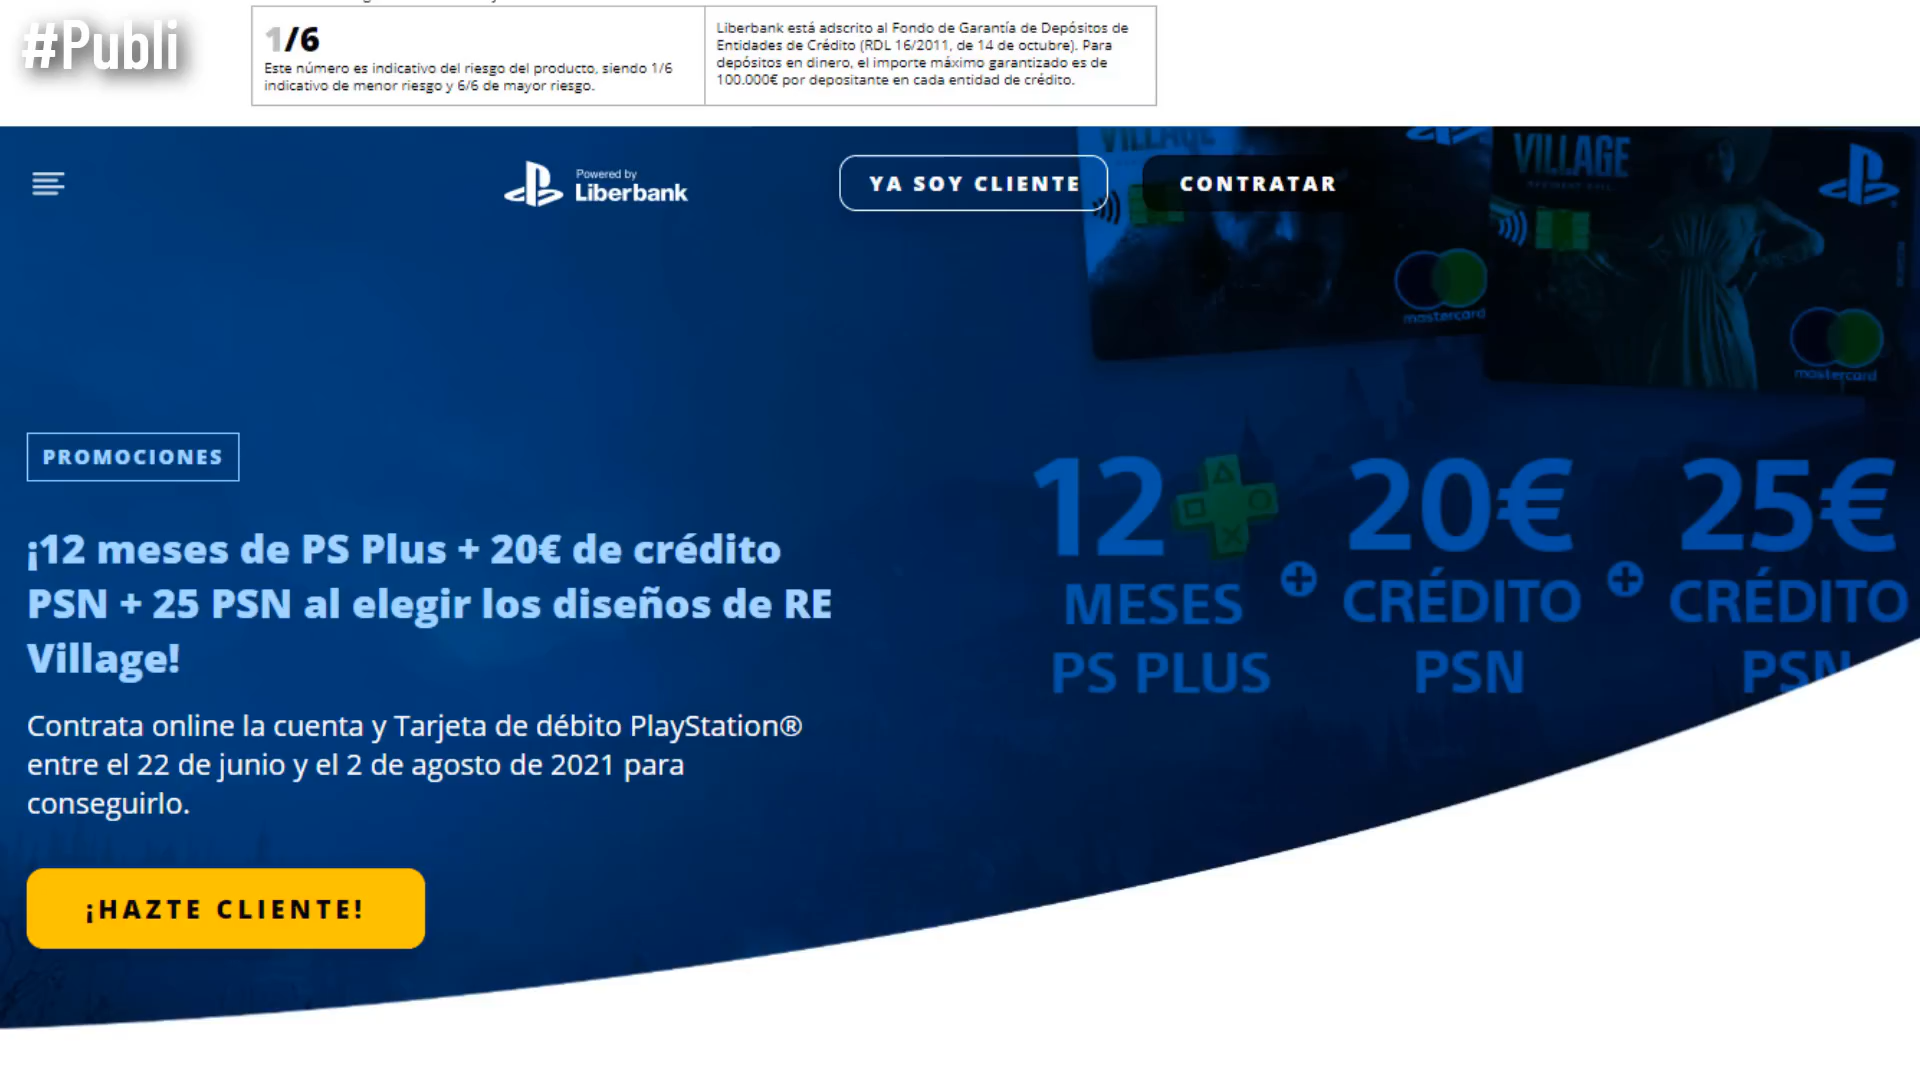 #Publi
1/6
Este número es indicativo del riesgo del producto, siendo 1/6
indicativo de menor riesgo y 6/6 de mayor riesgo.
Liberbank está adscrito al Fondo de Garantía de Depósitos de
Entidades de Crédito (RDL 16/2011, de 14 de octubre). Para
depósitos en dinero, el importe máximo garantizado es de
100.000€ por depositante en cada entidad de crédito.
Powered by
Liberbank
YA SOY CLIENTE
CONTRATAR
VILLAGE
VILLAGE
RESIDENT EVIL
mastercard
mastercard
PROMOCIONES
¡12 meses de PS Plus + 20€ de crédito
PSN + 25 PSN al elegir los diseños de RE
Village!
Contrata online la cuenta y Tarjeta de débito PlayStation®
entre el 22 de junio y el 2 de agosto de 2021 para
conseguirlo.
¡HAZTE CLIENTE!
12
MESES
PS PLUS
+
20€
CRÉDITO
PSN
+
25€
CRÉDITO
PSN